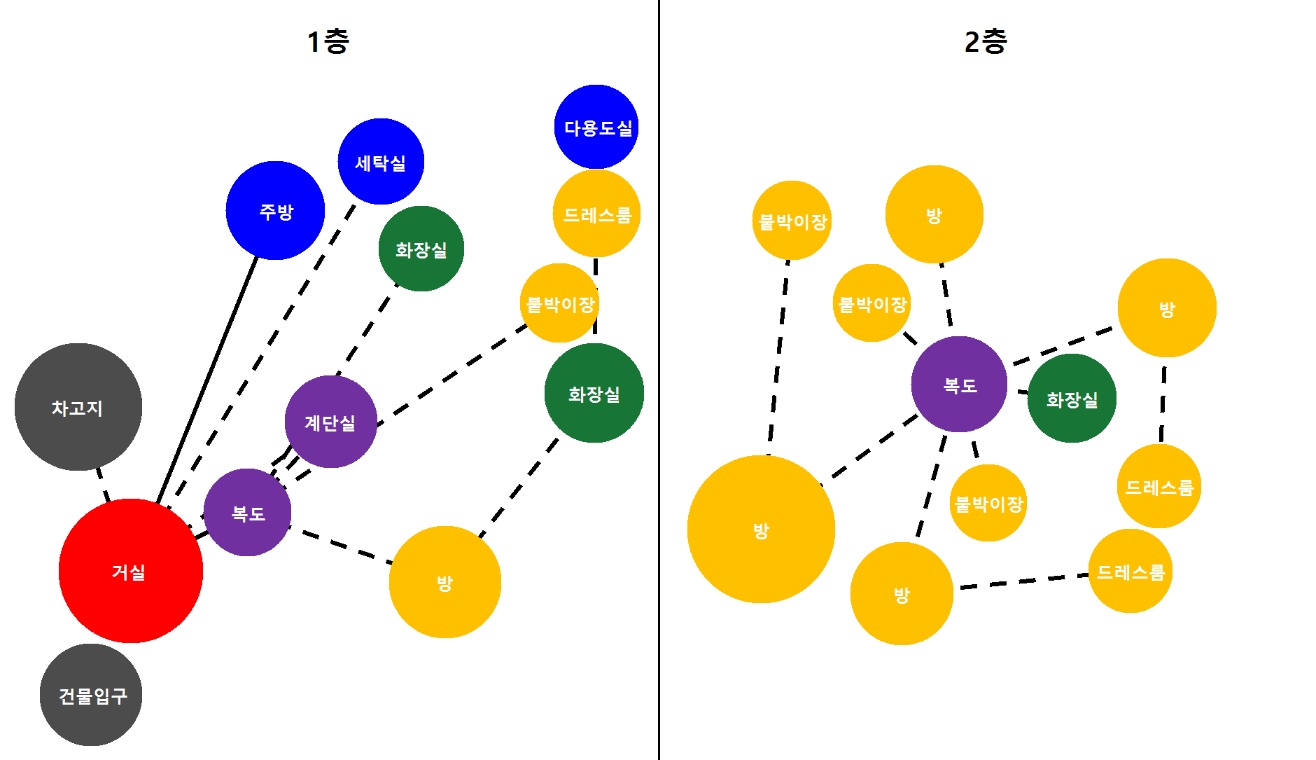 1층
다용도실
세탁실
주방
드레스룸
화장실
붙박이장
화장실
차고지
계단실
복도
거실
방
건물입구
2층
붙박이장
방
붙박이장
방
복도
화장실
드레스룸
붙박이장
방
드레스룸
방